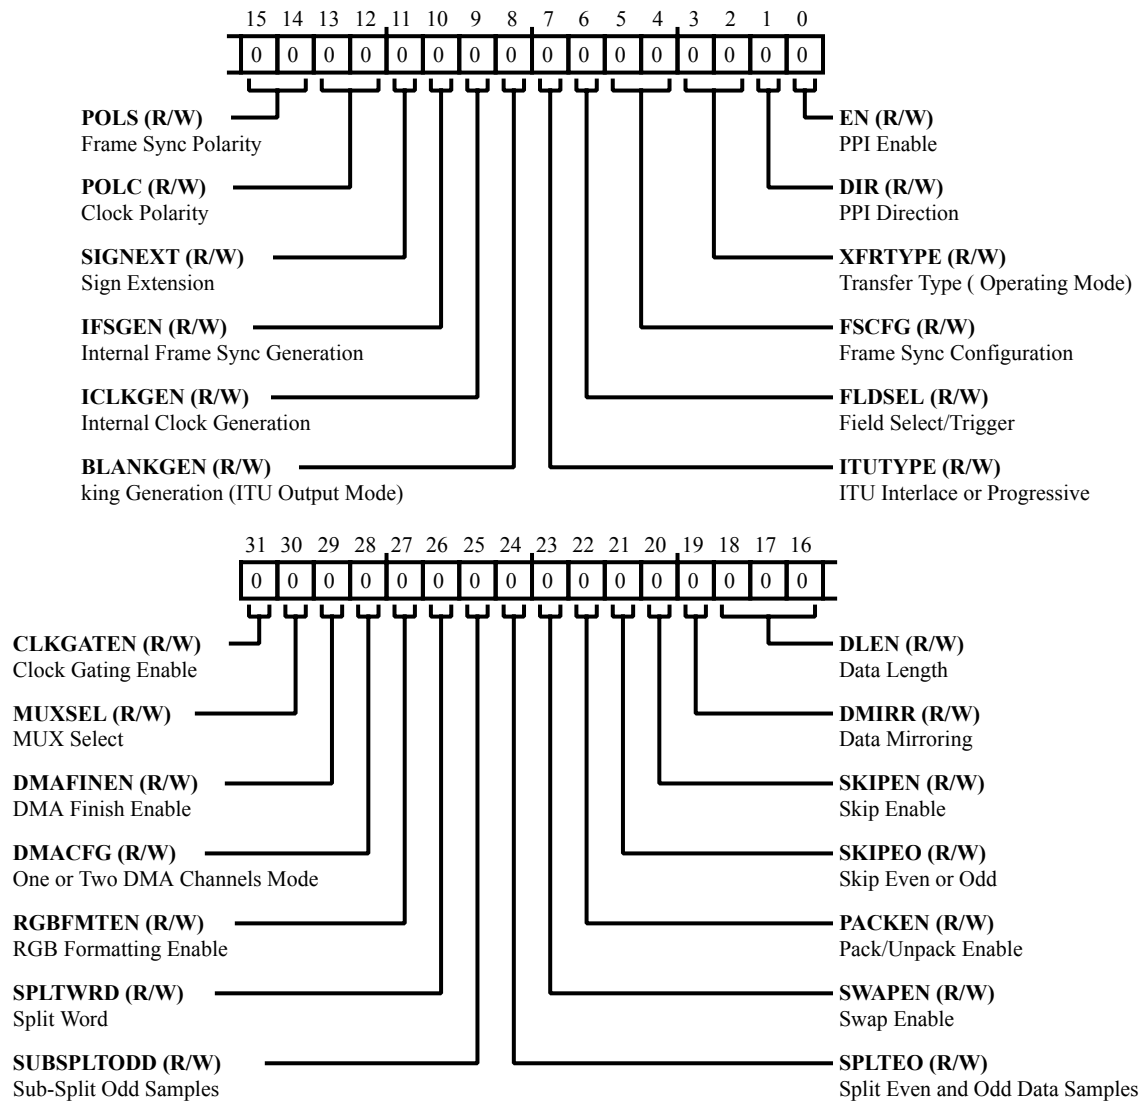 15 14 13 12 11 10 9 8 7 6 5 4 3 2 1 0
0 0 0 0 0 0 0 0 0 0 0 0 0 0 0 0
POLS (R/W)
Frame Sync Polarity
POLC (R/W)
Clock Polarity
SIGNEXT (R/W)
Sign Extension
IFSGEN (R/W)
Internal Frame Sync Generation
ICLKGEN (R/W)
Internal Clock Generation
BLANKGEN (R/W)
king Generation (ITU Output Mode)
EN (R/W)
PPI Enable
DIR (R/W)
PPI Direction
XFRTYPE (R/W)
Transfer Type ( Operating Mode)
FSCFG (R/W)
Frame Sync Configuration
FLDSEL (R/W)
Field Select/Trigger
ITUTYPE (R/W)
ITU Interlace or Progressive
31 30 29 28 27 26 25 24 23 22 21 20 19 18 17 16
0 0 0 0 0 0 0 0 0 0 0 0 0 0 0 0
CLKGATEN (R/W)
Clock Gating Enable
MUXSEL (R/W)
MUX Select
DMAFINEN (R/W)
DMA Finish Enable
DMACFG (R/W)
One or Two DMA Channels Mode
RGBFMTEN (R/W)
RGB Formatting Enable
SPLTWRD (R/W)
Split Word
SUBSPLTODD (R/W)
Sub-Split Odd Samples
DLEN (R/W)
Data Length
DMIRR (R/W)
Data Mirroring
SKIPEN (R/W)
Skip Enable
SKIPEO (R/W)
Skip Even or Odd
PACKEN (R/W)
Pack/Unpack Enable
SWAPEN (R/W)
Swap Enable
SPLTEO (R/W)
Split Even and Odd Data Samples